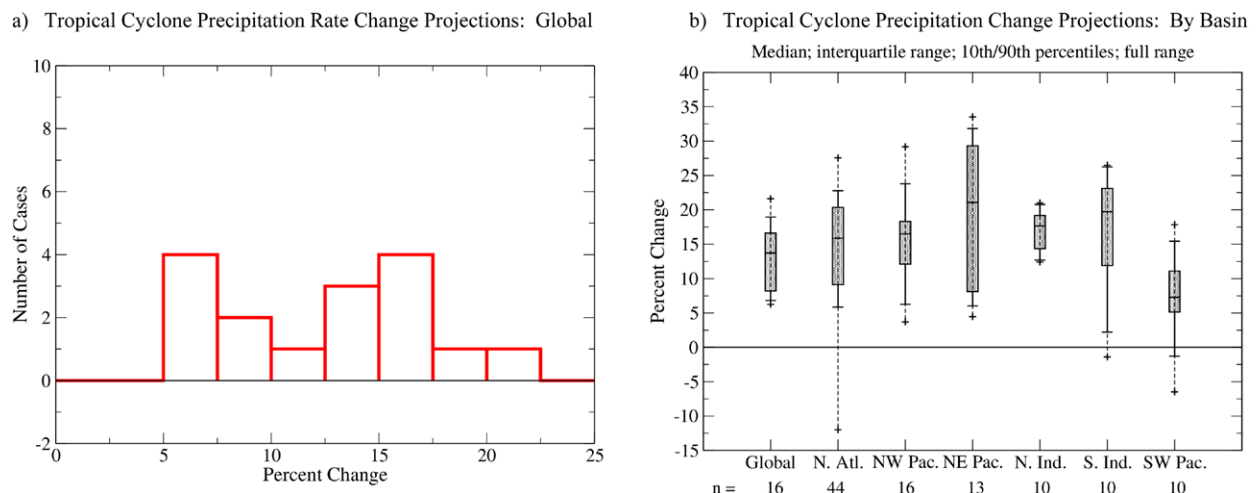 a) Tropical Cyclone Precipitation Rate Change Projections: Global
10
8
6
4
2
0
-2
Number of Cases
0 5 10 15 20 25
Percent Change
b) Tropical Cyclone Precipitation Change Projections: By Basin
Median; interquartile range; 10th/90th percentiles; full range
40
35
30
25
20
15
10
5
0
-5
-10
-15
Percent Change
Global N. Atl. NW Pac. NE Pac. N. Ind. S. Ind. SW Pac.
n = 16 44 16 13 10 10 10